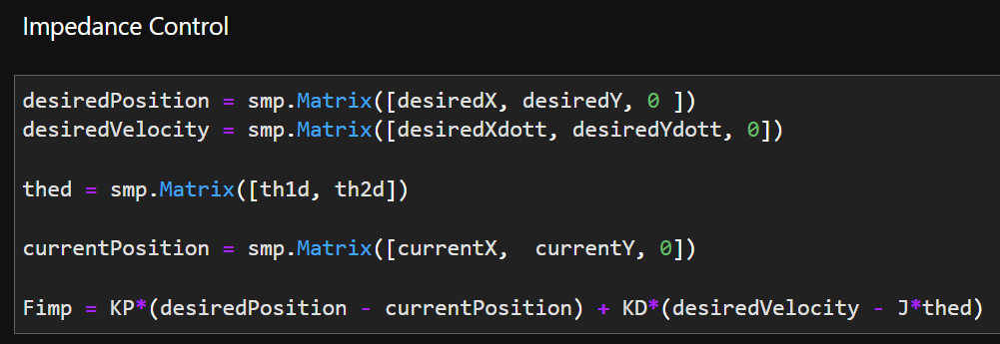 Impedance Control
desiredPosition = smp.Matrix([desiredX, desiredY, 0 ])
desiredVelocity = smp.Matrix([desiredXdott, desiredYdott, 0])
thed = smp.Matrix([th1d, th2d])
currentPosition = smp.Matrix([currentX,  currentY, 0])
Fimp = KP*(desiredPosition - currentPosition) + KD*(desiredVelocity - J*thed)